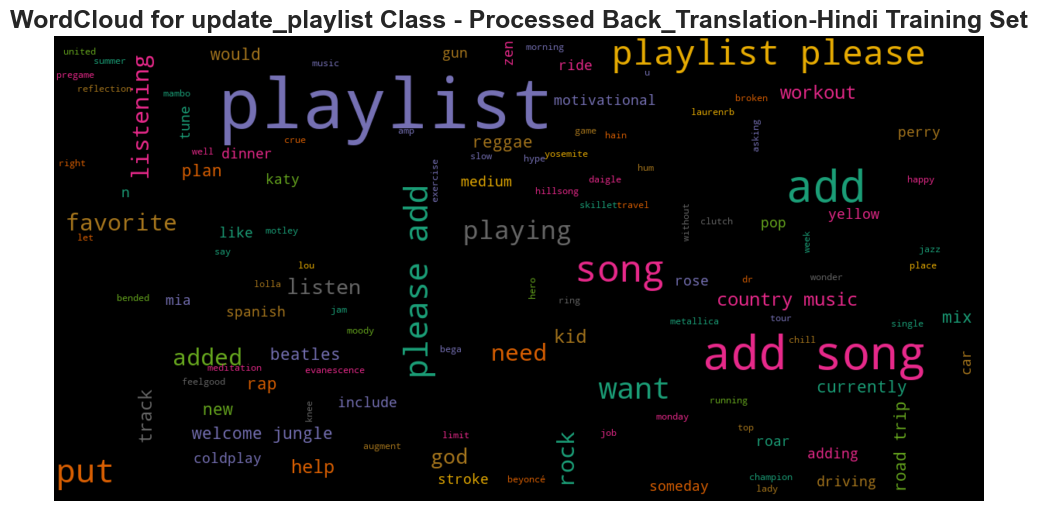 WordCloud for update_playlist Class - Processed Back_Translation-Hindi Training Set
united
summer
pregame
reflection
mambo
listening
would
music
gun
zen
morning
ride
playlist please
u
playlist
motivational
laurenrb
broken
workout
tune
amp
crue
game
hain
asking
perry
reggae
right
well
dinner
slow
hype
yosemite
plan
katy
exercise
medium
hillsong
daigle
hum
add
happy
n
skillet
travel
favorite
let
like
motley
please add
playing
without
clutch
pop
yellow
week
jazz
say
song
place
lou
lolla
listen
hero
rose
dr
wonder
bended
mia
spanish
jam
ring
country music
moody
metallica
tour
single
mix
kid
added
beatles
bega
need
add song
chill
car
meditation
evanescence
feelgood
rap
want
currently
track
new
knee
include
running
road trip
monday
top
welcome jungle
limit
job
roar
rock
augment
coldplay
god
adding
put
help
stroke
beyoncé
someday
champion
lady
driving